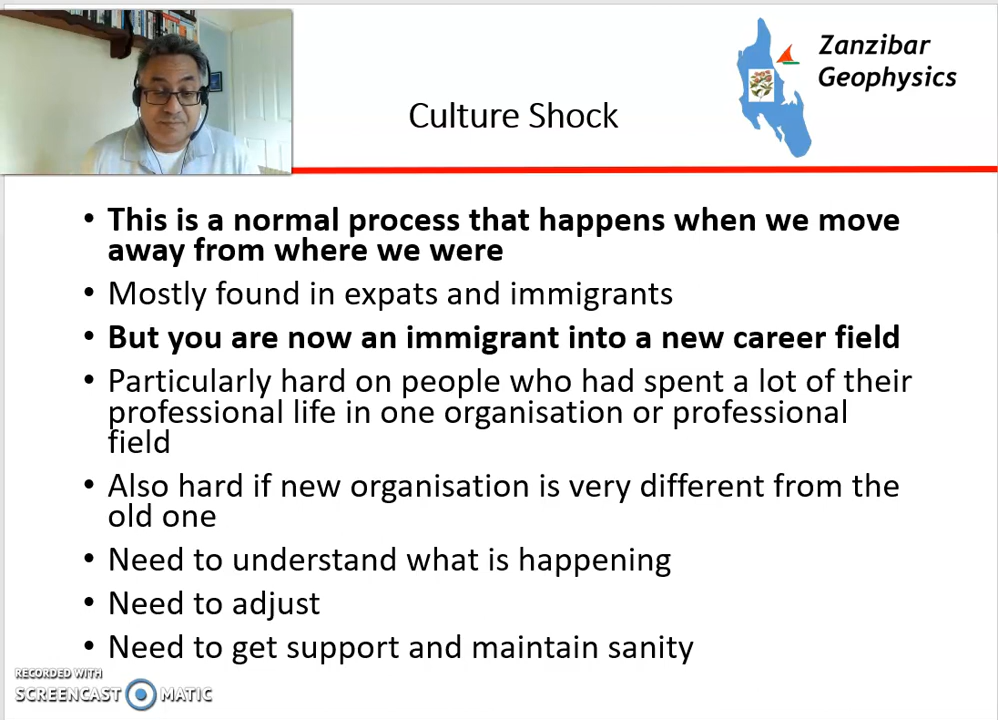 Zanzibar
Geophysics
Culture Shock
• This is a normal process that happens when we move
away from where we were
• Mostly found in expats and immigrants
• But you are now an immigrant into a new career field
• Particularly hard on people who had spent a lot of their
professional life in one organisation or professional
field
• Also hard if new organisation is very different from the
old one
• Need to understand what is happening
• Need to adjust
• Need to get support and maintain sanity
RECORDED WITH
SCREENCAST MATIC